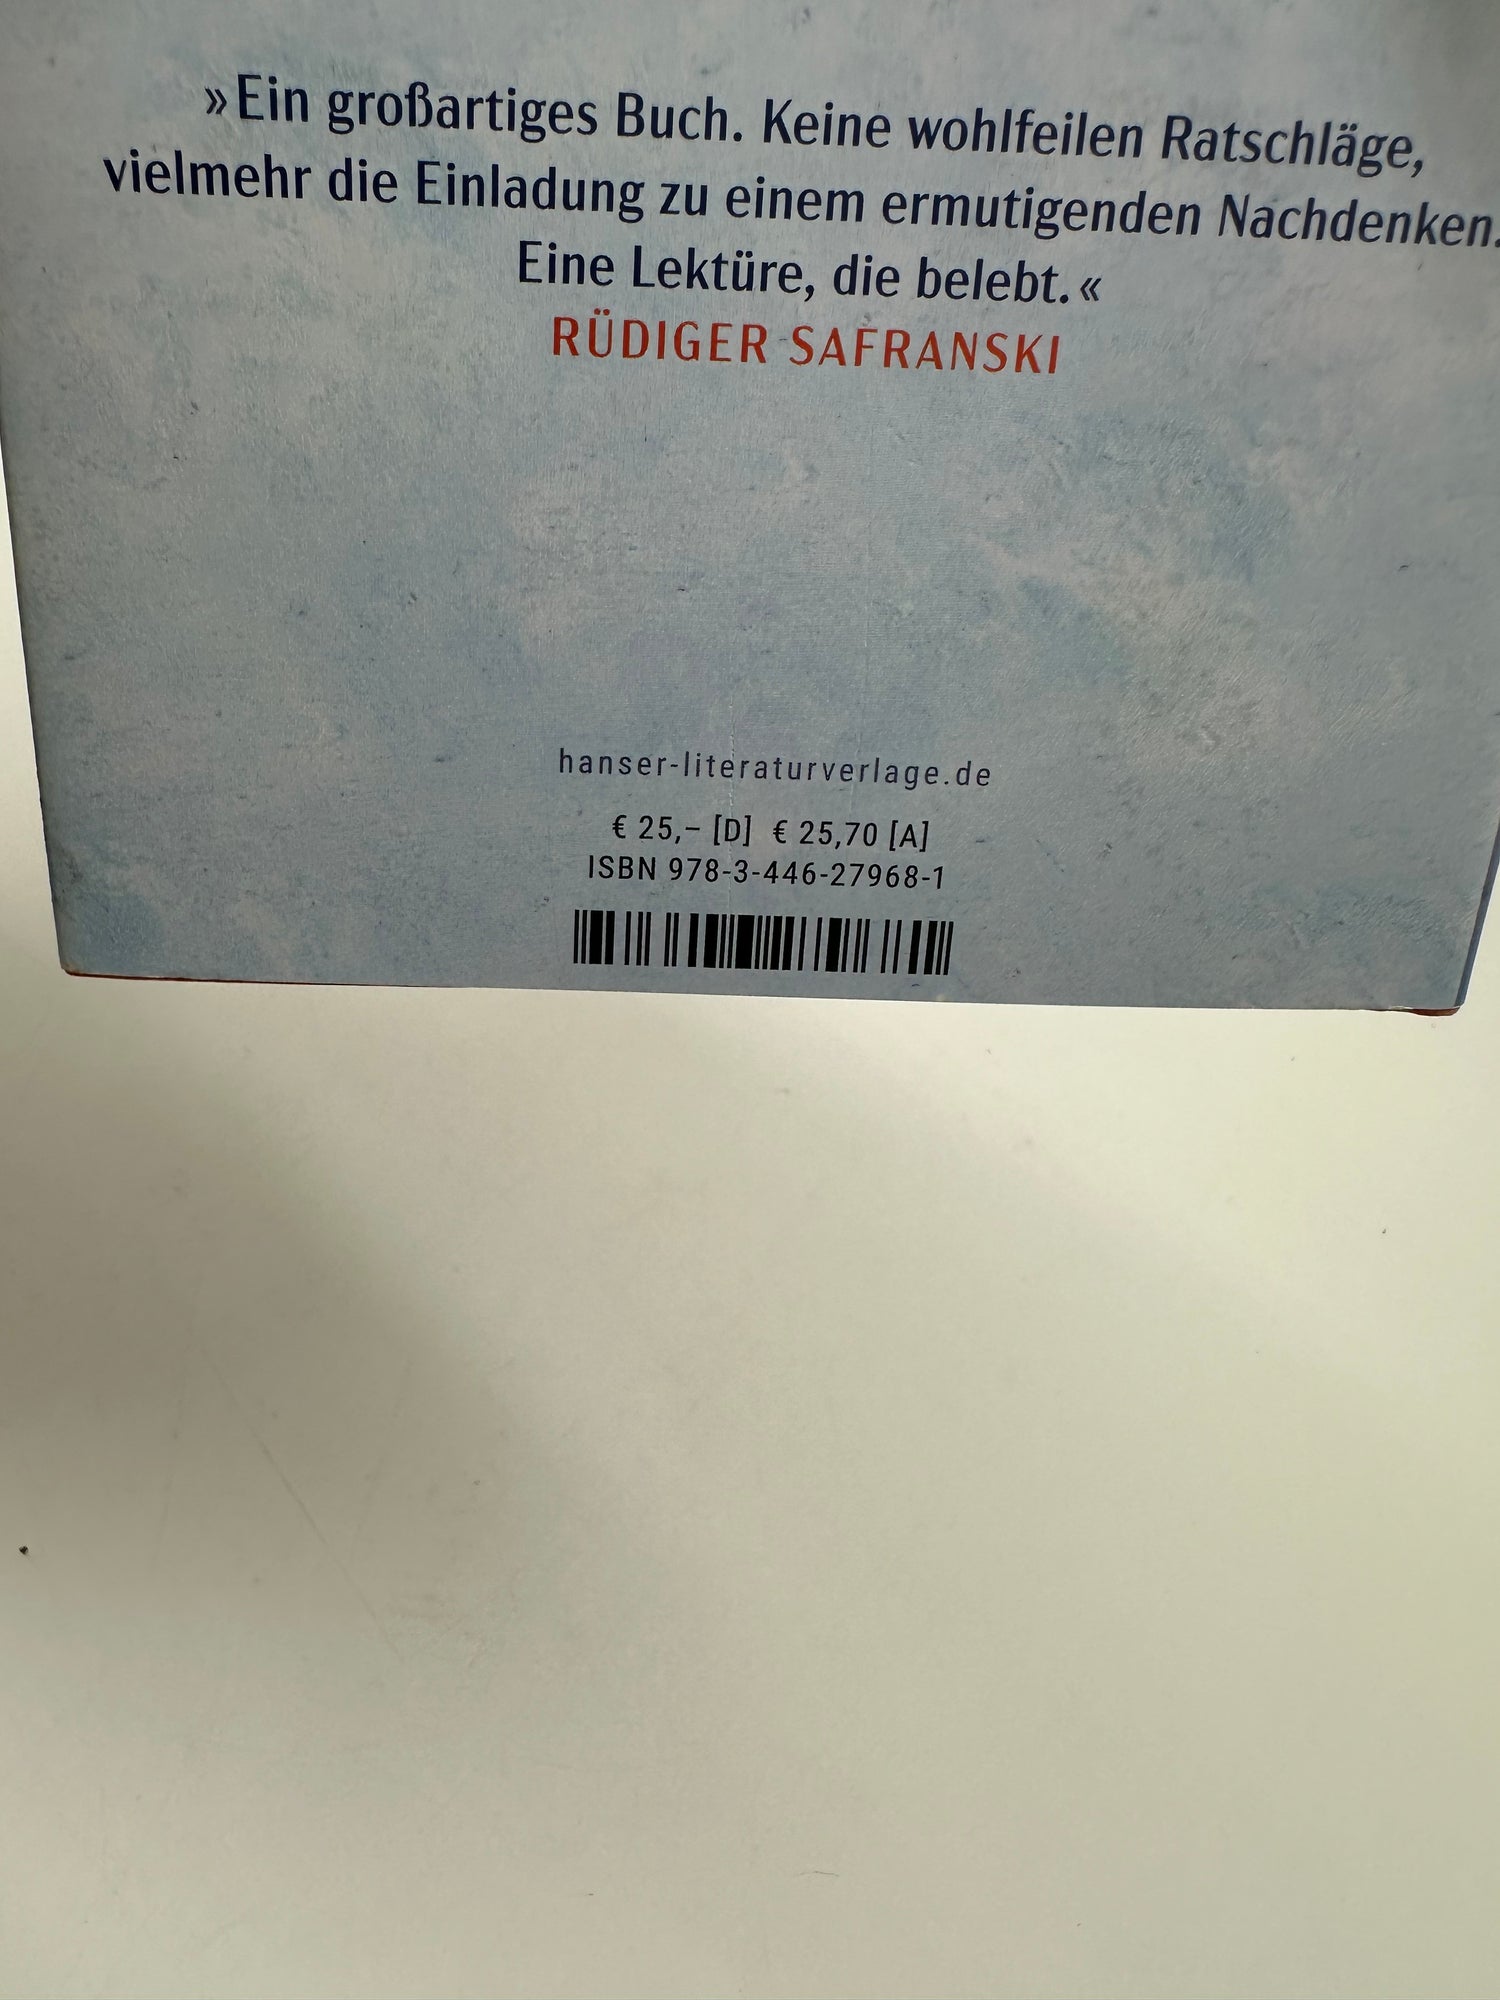 »Ein großartiges Buch. Keine wohlfeilen Ratschläge,
vielmehr die Einladung zu einem ermutigenden Nachdenken.
Eine Lektüre, die belebt.«
RÜDIGER SAFRANSKI
hanser-literaturverlage.de
€ 25,– [D] € 25,70 [A]
ISBN 978-3-446-27968-1